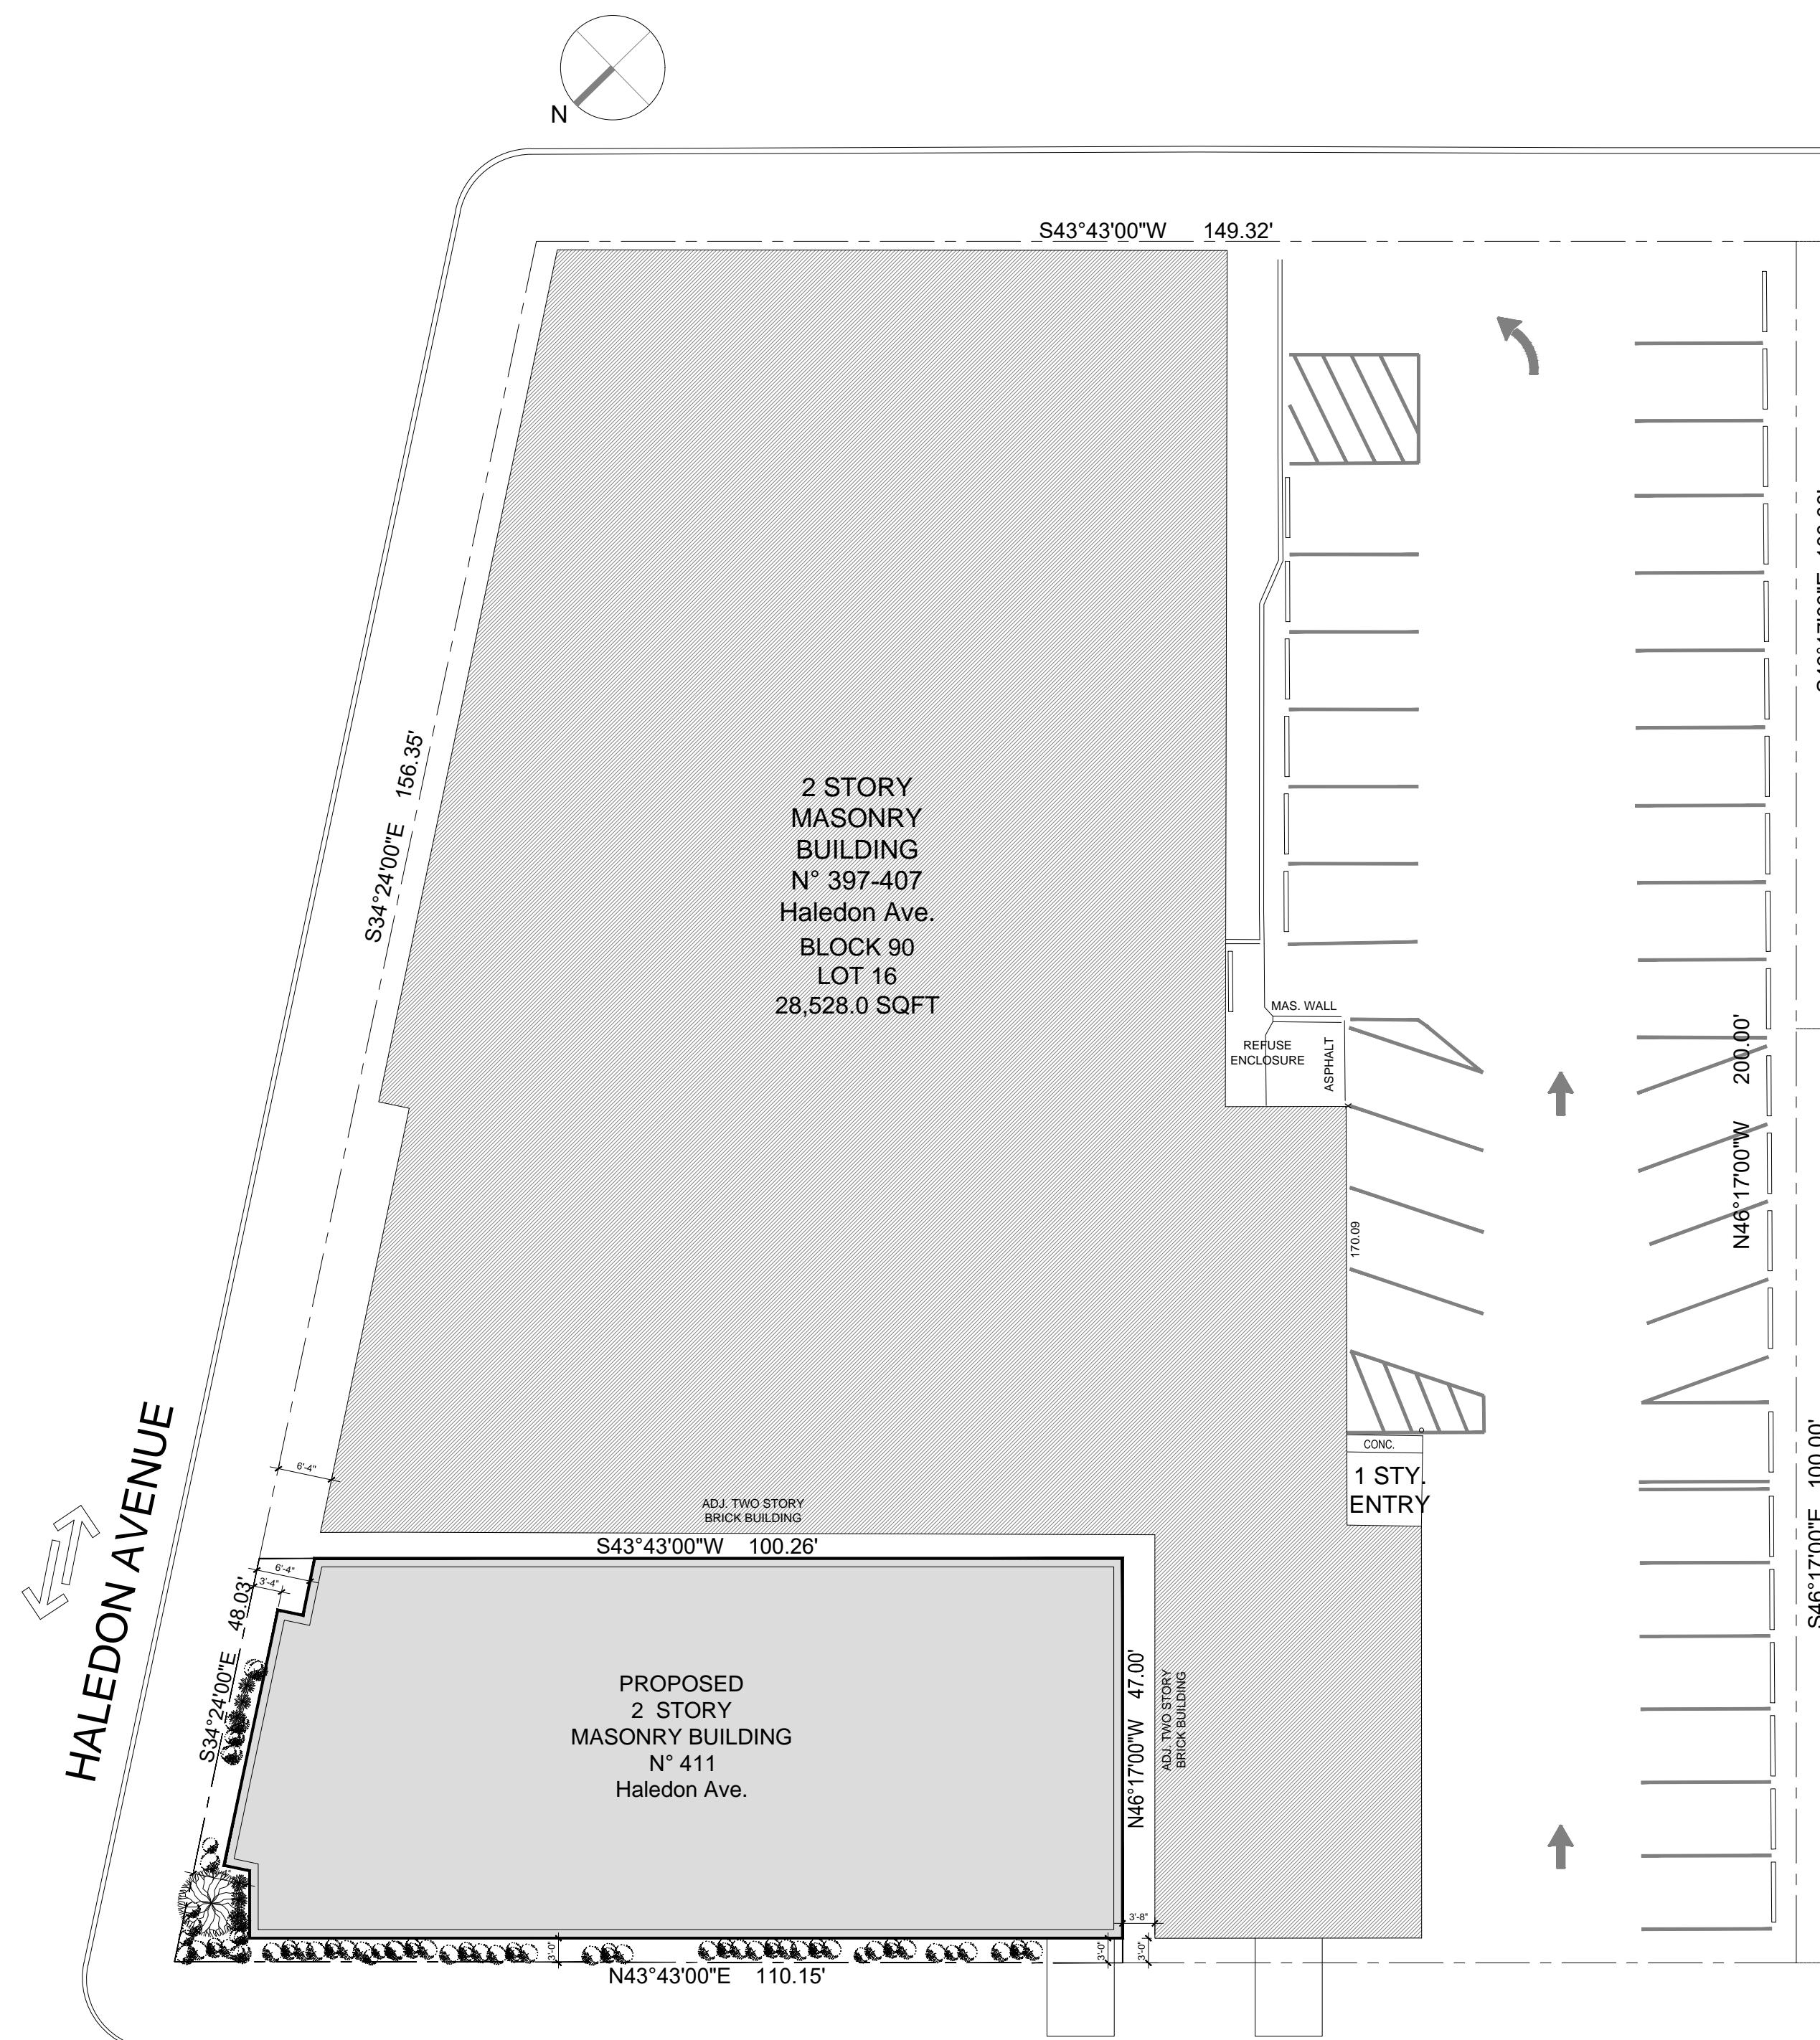 N
S43°43'00"W 149.32'
S34°24'00"E 156.35'
2 STORY
MASONRY
BUILDING
N° 397-407
Haledon Ave.
BLOCK 90
LOT 16
28,528.0 SQFT
MAS. WALL
REFUSE
ENCLOSURE
ASPHALT
N46°17'00"W 200.00'
170.09
CONC.
1 STY.
ENTRY
S46°17'00"E 100.00'
HALEDON AVENUE
6'-4"
ADJ. TWO STORY
BRICK BUILDING
S43°43'00"W 100.26'
6'-4"
3'-4"
S34°24'00"E 48.03'
PROPOSED
2 STORY
MASONRY BUILDING
N° 411
Haledon Ave.
N46°17'00"W 47.00'
ADJ. TWO STORY
BRICK BUILDING
3'-8"
3'-0"
3'-0"
3'-0"
N43°43'00"E 110.15'